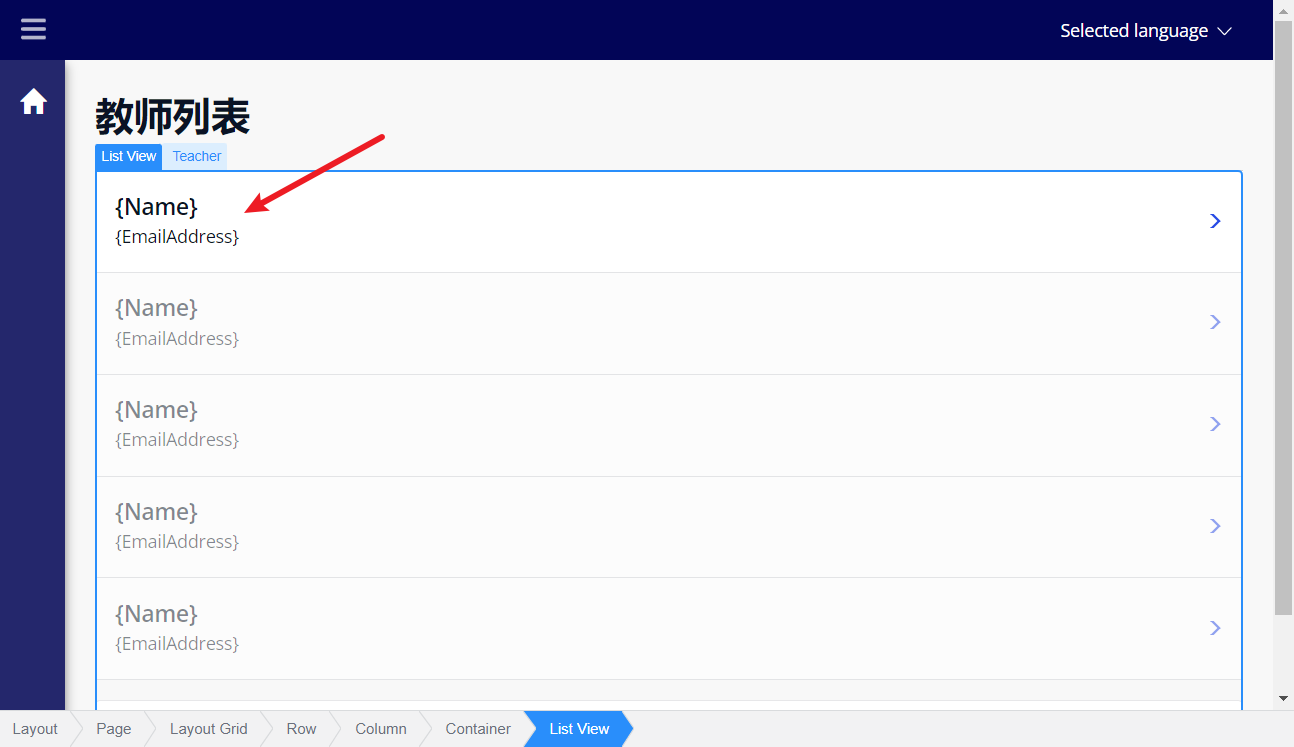 Selected language
教师列表
List View Teacher
{Name}
{EmailAddress}
{Name}
{EmailAddress}
{Name}
{EmailAddress}
{Name}
{EmailAddress}
{Name}
{EmailAddress}
Layout Page Layout Grid Row Column Container List View